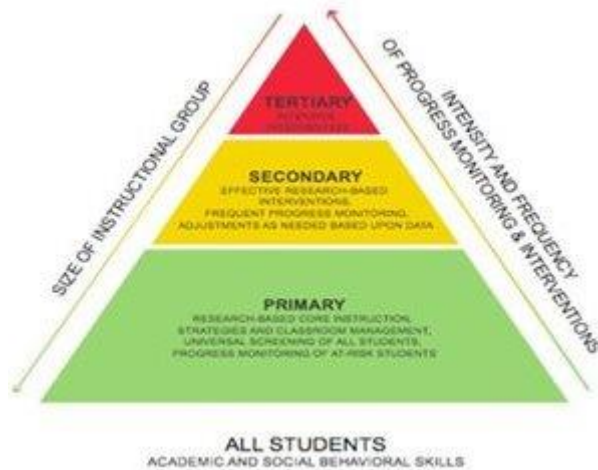 SIZE OF INSTRUCTIONAL GROUP
INTENSITY AND FREQUENCY
OF PROGRESS MONITORING & INTERVENTIONS
TERTIARY
SECONDARY
EFFECTIVE RESEARCH-BASED
INTERVENTIONS,
FREQUENT PROGRESS MONITORING,
ADJUSTMENTS AS NEEDED BASED UPON DATA
PRIMARY
RESEARCH-BASED CORE INSTRUCTION,
STRATEGIES AND CLASSROOM MANAGEMENT,
UNIVERSAL SCREENING OF ALL STUDENTS,
PROGRESS MONITORING OF AT-RISK STUDENTS
ALL STUDENTS
ACADEMIC AND SOCIAL BEHAVIORAL SKILLS